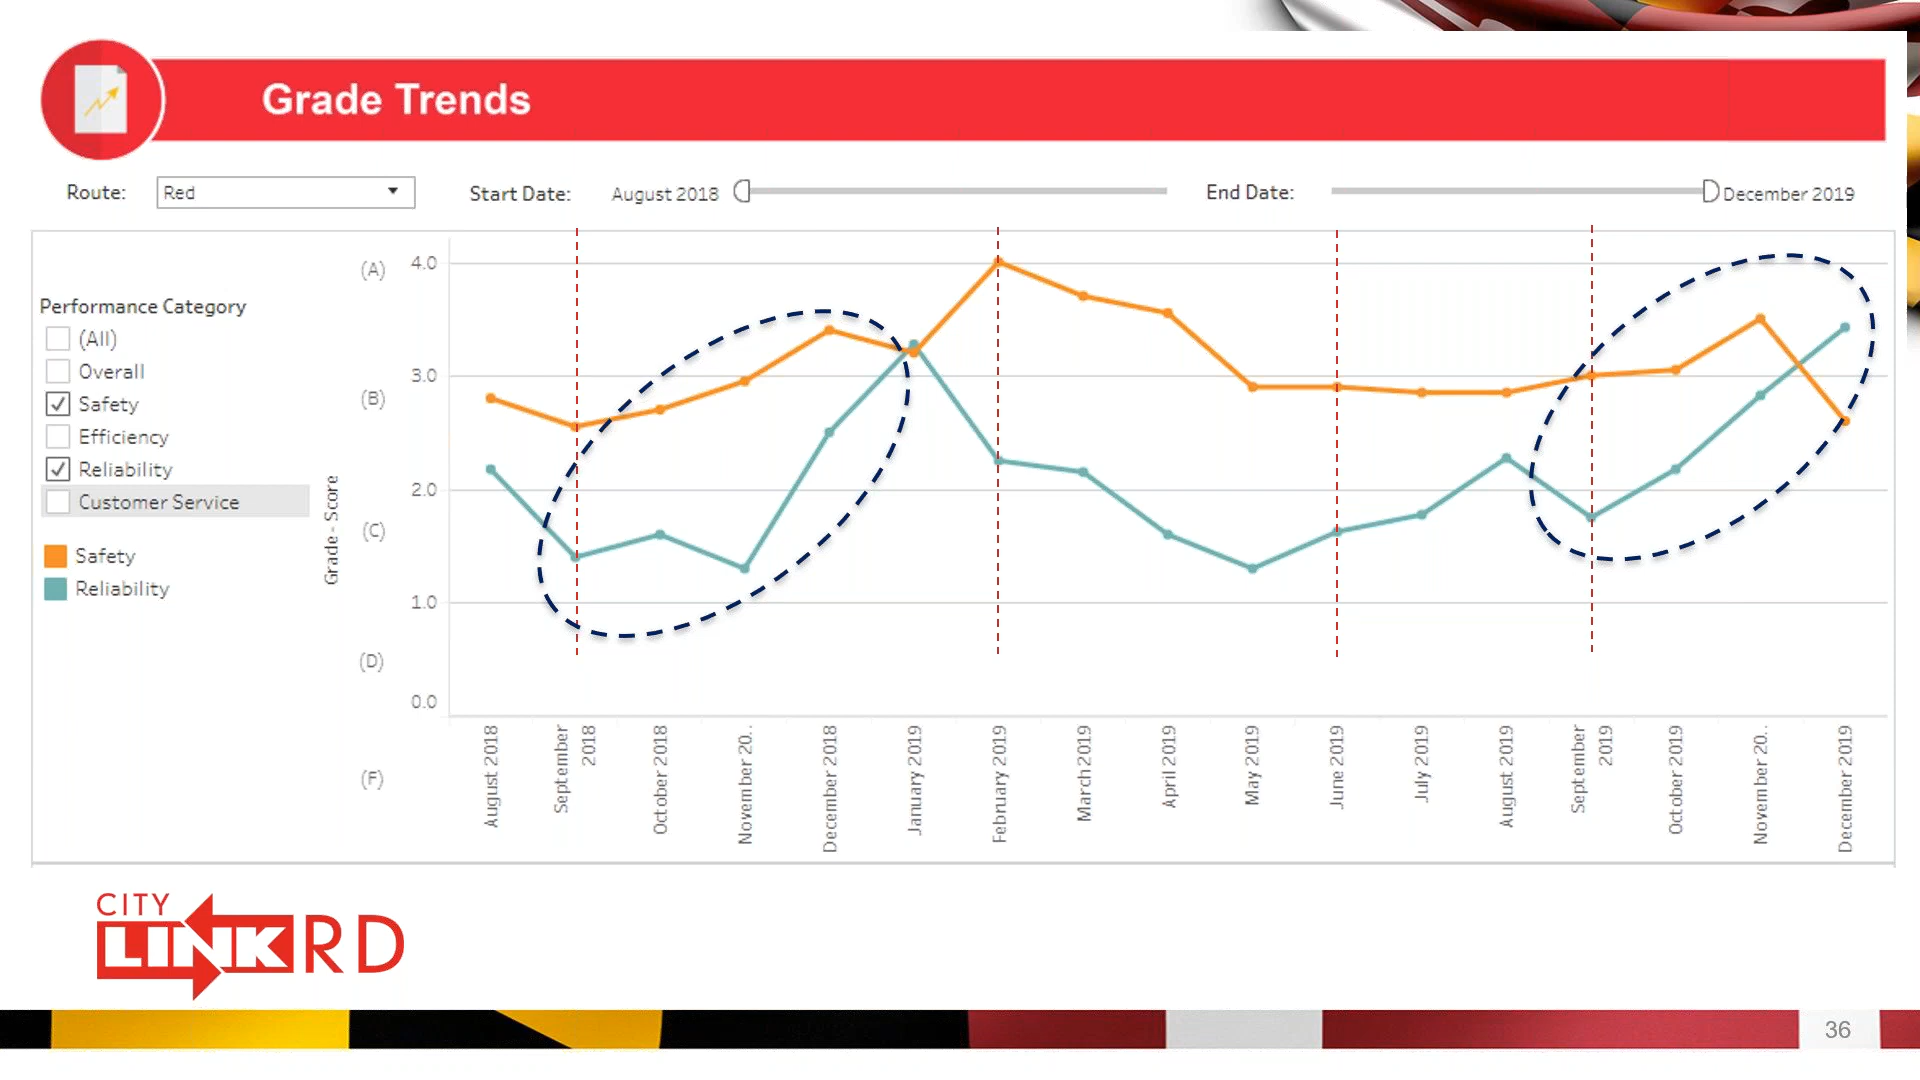 Grade Trends
Route:
Red
Start Date:
August 2018
End Date:
December 2019
Performance Category
(All)
Overall
Safety
Efficiency
Reliability
Customer Service
Safety
Reliability
Grade - Score
(A)
(B)
(C)
(D)
(F)
4.0
3.0
2.0
1.0
0.0
August 2018
September
2018
October 2018
November 20..
December 2018
January 2019
February 2019
March 2019
April 2019
May 2019
June 2019
July 2019
August 2019
September
2019
October 2019
November 20..
December 2019
CITY
LINK RD
36